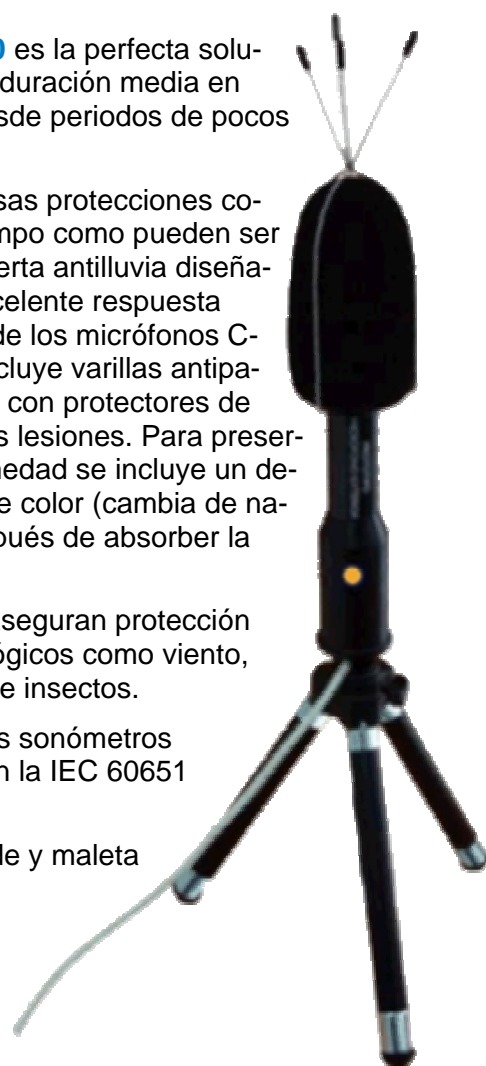 0 es la perfecta solu-
duración media en
sde periodos de pocos
sas protecciones co-
mpo como pueden ser
erta antilluvia diseña-
celente respuesta
de los micrófonos C-
cluye varillas antipa-
con protectores de
s lesiones. Para preser-
nedad se incluye un de-
e color (cambia de na-
pués de absorber la
seguran protección
ógicos como viento,
e insectos.
s sonómetros
n la IEC 60651
le y maleta